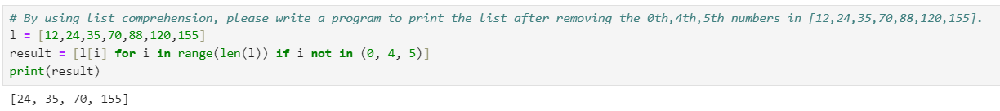 # By using list comprehension, please write a program to print the list after removing the 0th,4th,5th numbers in [12,24,35,70,88,120,155].
l = [12,24,35,70,88,120,155]
result = [l[i] for i in range(len(l)) if i not in (0, 4, 5)]
print(result)
[24, 35, 70, 155]